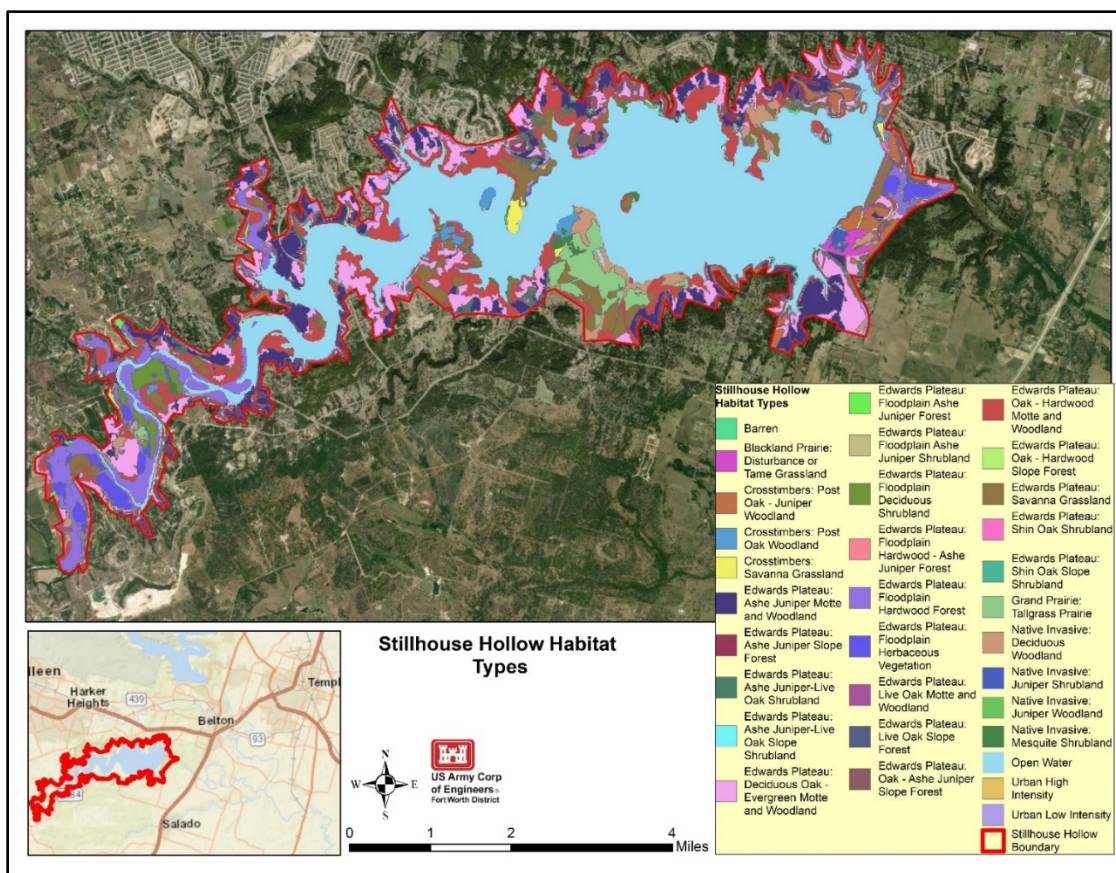 Stillhouse Hollow
Habitat Types
Barren
Blackland Prairie:
Disturbance or
Tame Grassland
Crosstimbers: Post
Oak - Juniper
Woodland
Crosstimbers: Post
Oak Woodland
Crosstimbers:
Savanna Grassland
Edwards Plateau:
Ashe Juniper Motte
and Woodland
Edwards Plateau:
Ashe Juniper Slope
Forest
Edwards Plateau:
Ashe Juniper-Live
Oak Shrubland
Edwards Plateau:
Ashe Juniper-Live
Oak Slope
Shrubland
Edwards Plateau:
Deciduous Oak -
Evergreen Motte
and Woodland
Edwards Plateau:
Floodplain Ashe
Juniper Forest
Edwards Plateau:
Floodplain Ashe
Juniper Shrubland
Edwards Plateau:
Floodplain
Deciduous
Shrubland
Edwards Plateau:
Floodplain
Hardwood - Ashe
Juniper Forest
Edwards Plateau:
Floodplain
Hardwood Forest
Edwards Plateau:
Floodplain
Herbaceous
Vegetation
Edwards Plateau:
Live Oak Motte and
Woodland
Edwards Plateau:
Live Oak Slope
Forest
Edwards Plateau:
Oak - Ashe Juniper
Slope Forest
Edwards Plateau:
Oak - Hardwood
Motte and
Woodland
Edwards Plateau:
Oak - Hardwood
Slope Forest
Edwards Plateau:
Savanna Grassland
Edwards Plateau:
Shin Oak Shrubland
Edwards Plateau:
Shin Oak Slope
Shrubland
Grand Prairie:
Tallgrass Prairie
Native Invasive:
Deciduous
Woodland
Native Invasive:
Juniper Shrubland
Native Invasive:
Juniper Woodland
Native Invasive:
Mesquite Shrubland
Open Water
Urban High
Intensity
Urban Low Intensity
Stillhouse Hollow
Boundary
Stillhouse Hollow Habitat
Types
lleen
Harker
Heights
439
Templ
Belton
93
84
Salado
N
W E
S
US Army Corp
of Engineers®
Fort Worth District
0 1 2 4
Miles